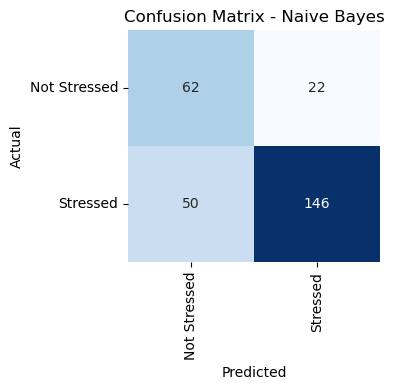 Confusion Matrix - Naive Bayes
Actual
Not Stressed
62
22
Stressed
50
146
Not Stressed
Stressed
Predicted